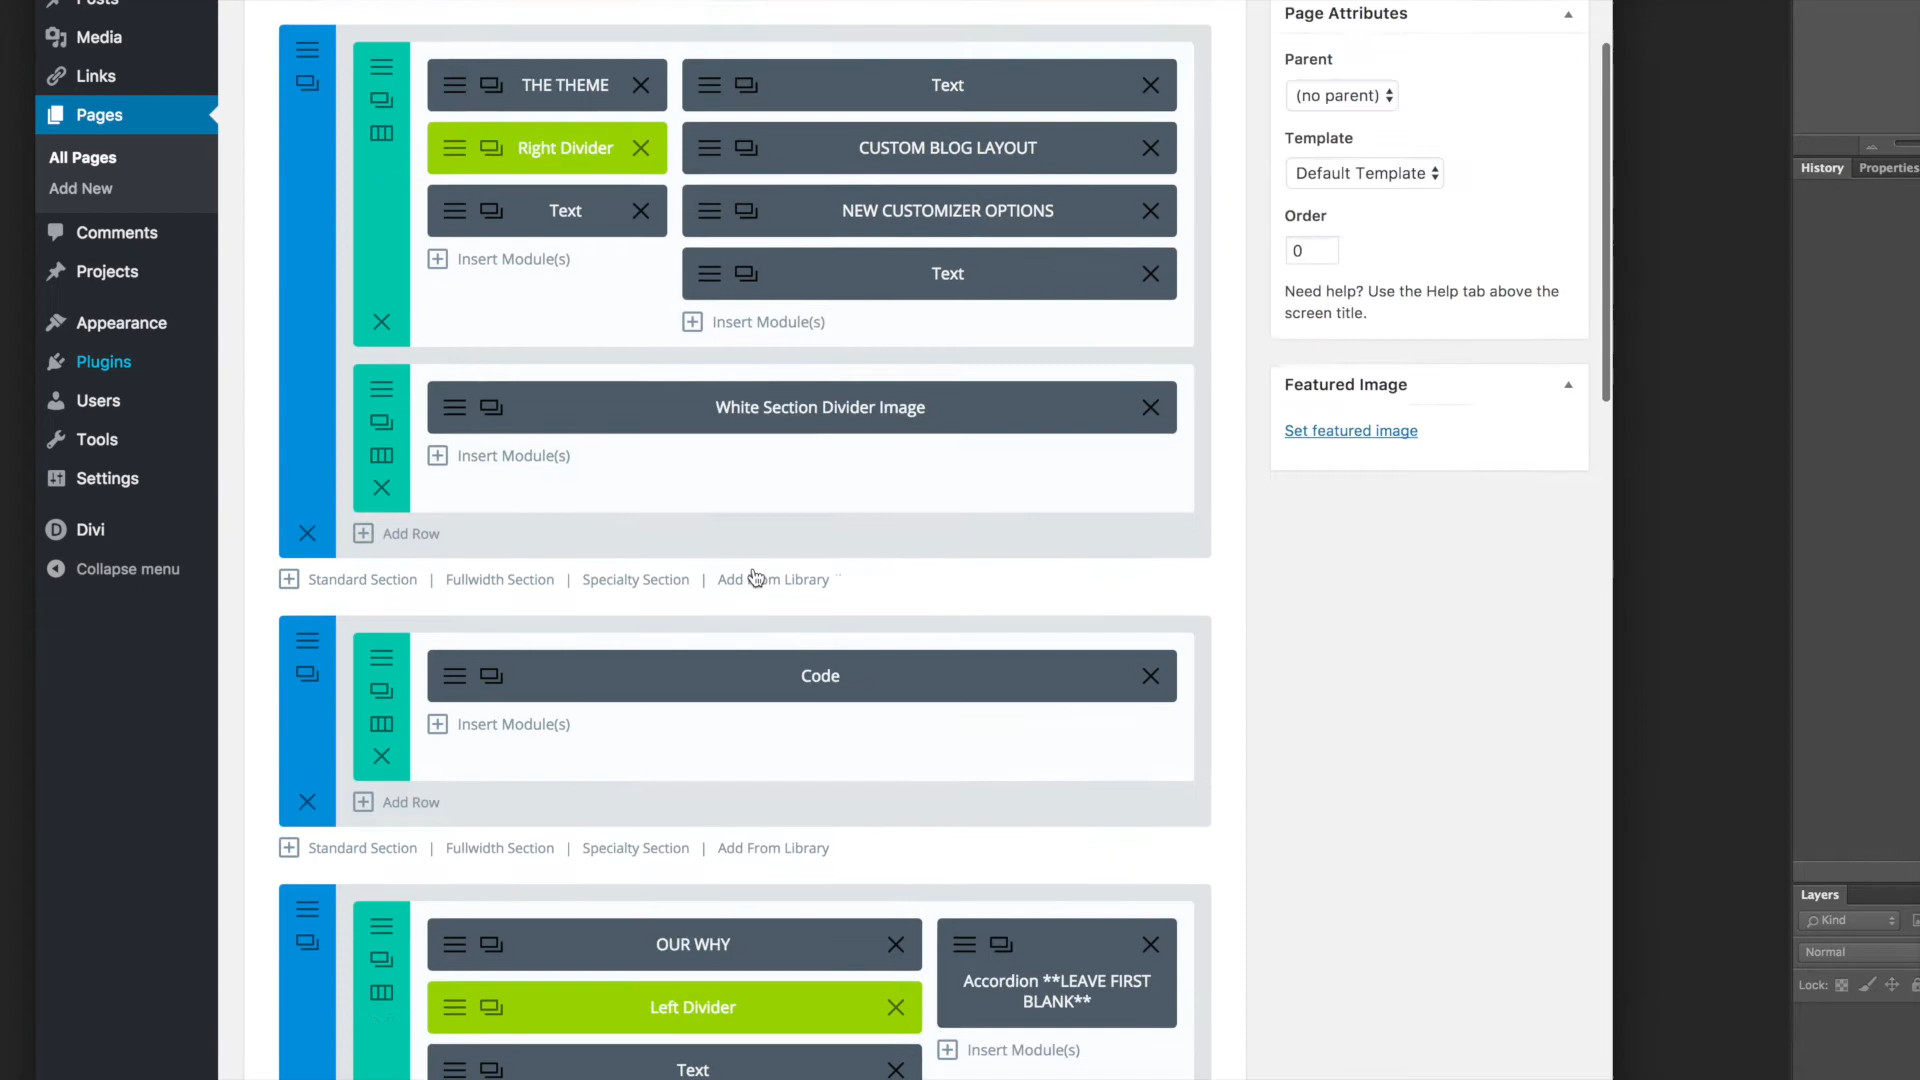 Posts
Media
Links
Pages
All Pages
Add New
Comments
Projects
Appearance
Plugins
Users
Tools
Settings
Divi
Collapse menu
THE THEME
Right Divider
Text
Insert Module(s)
Text
CUSTOM BLOG LAYOUT
NEW CUSTOMIZER OPTIONS
Text
Insert Module(s)
White Section Divider Image
Insert Module(s)
Add Row
Standard Section | Fullwidth Section | Specialty Section | Add From Library
Code
Insert Module(s)
Add Row
Standard Section | Fullwidth Section | Specialty Section | Add From Library
OUR WHY
Left Divider
Text
Accordion **LEAVE FIRST
BLANK**
Insert Module(s)
Page Attributes
Parent
(no parent)
Template
Default Template
Order
0
Need help? Use the Help tab above the
screen title.
Featured Image
Set featured image
History Properties
Layers
Kind
Normal
Lock: